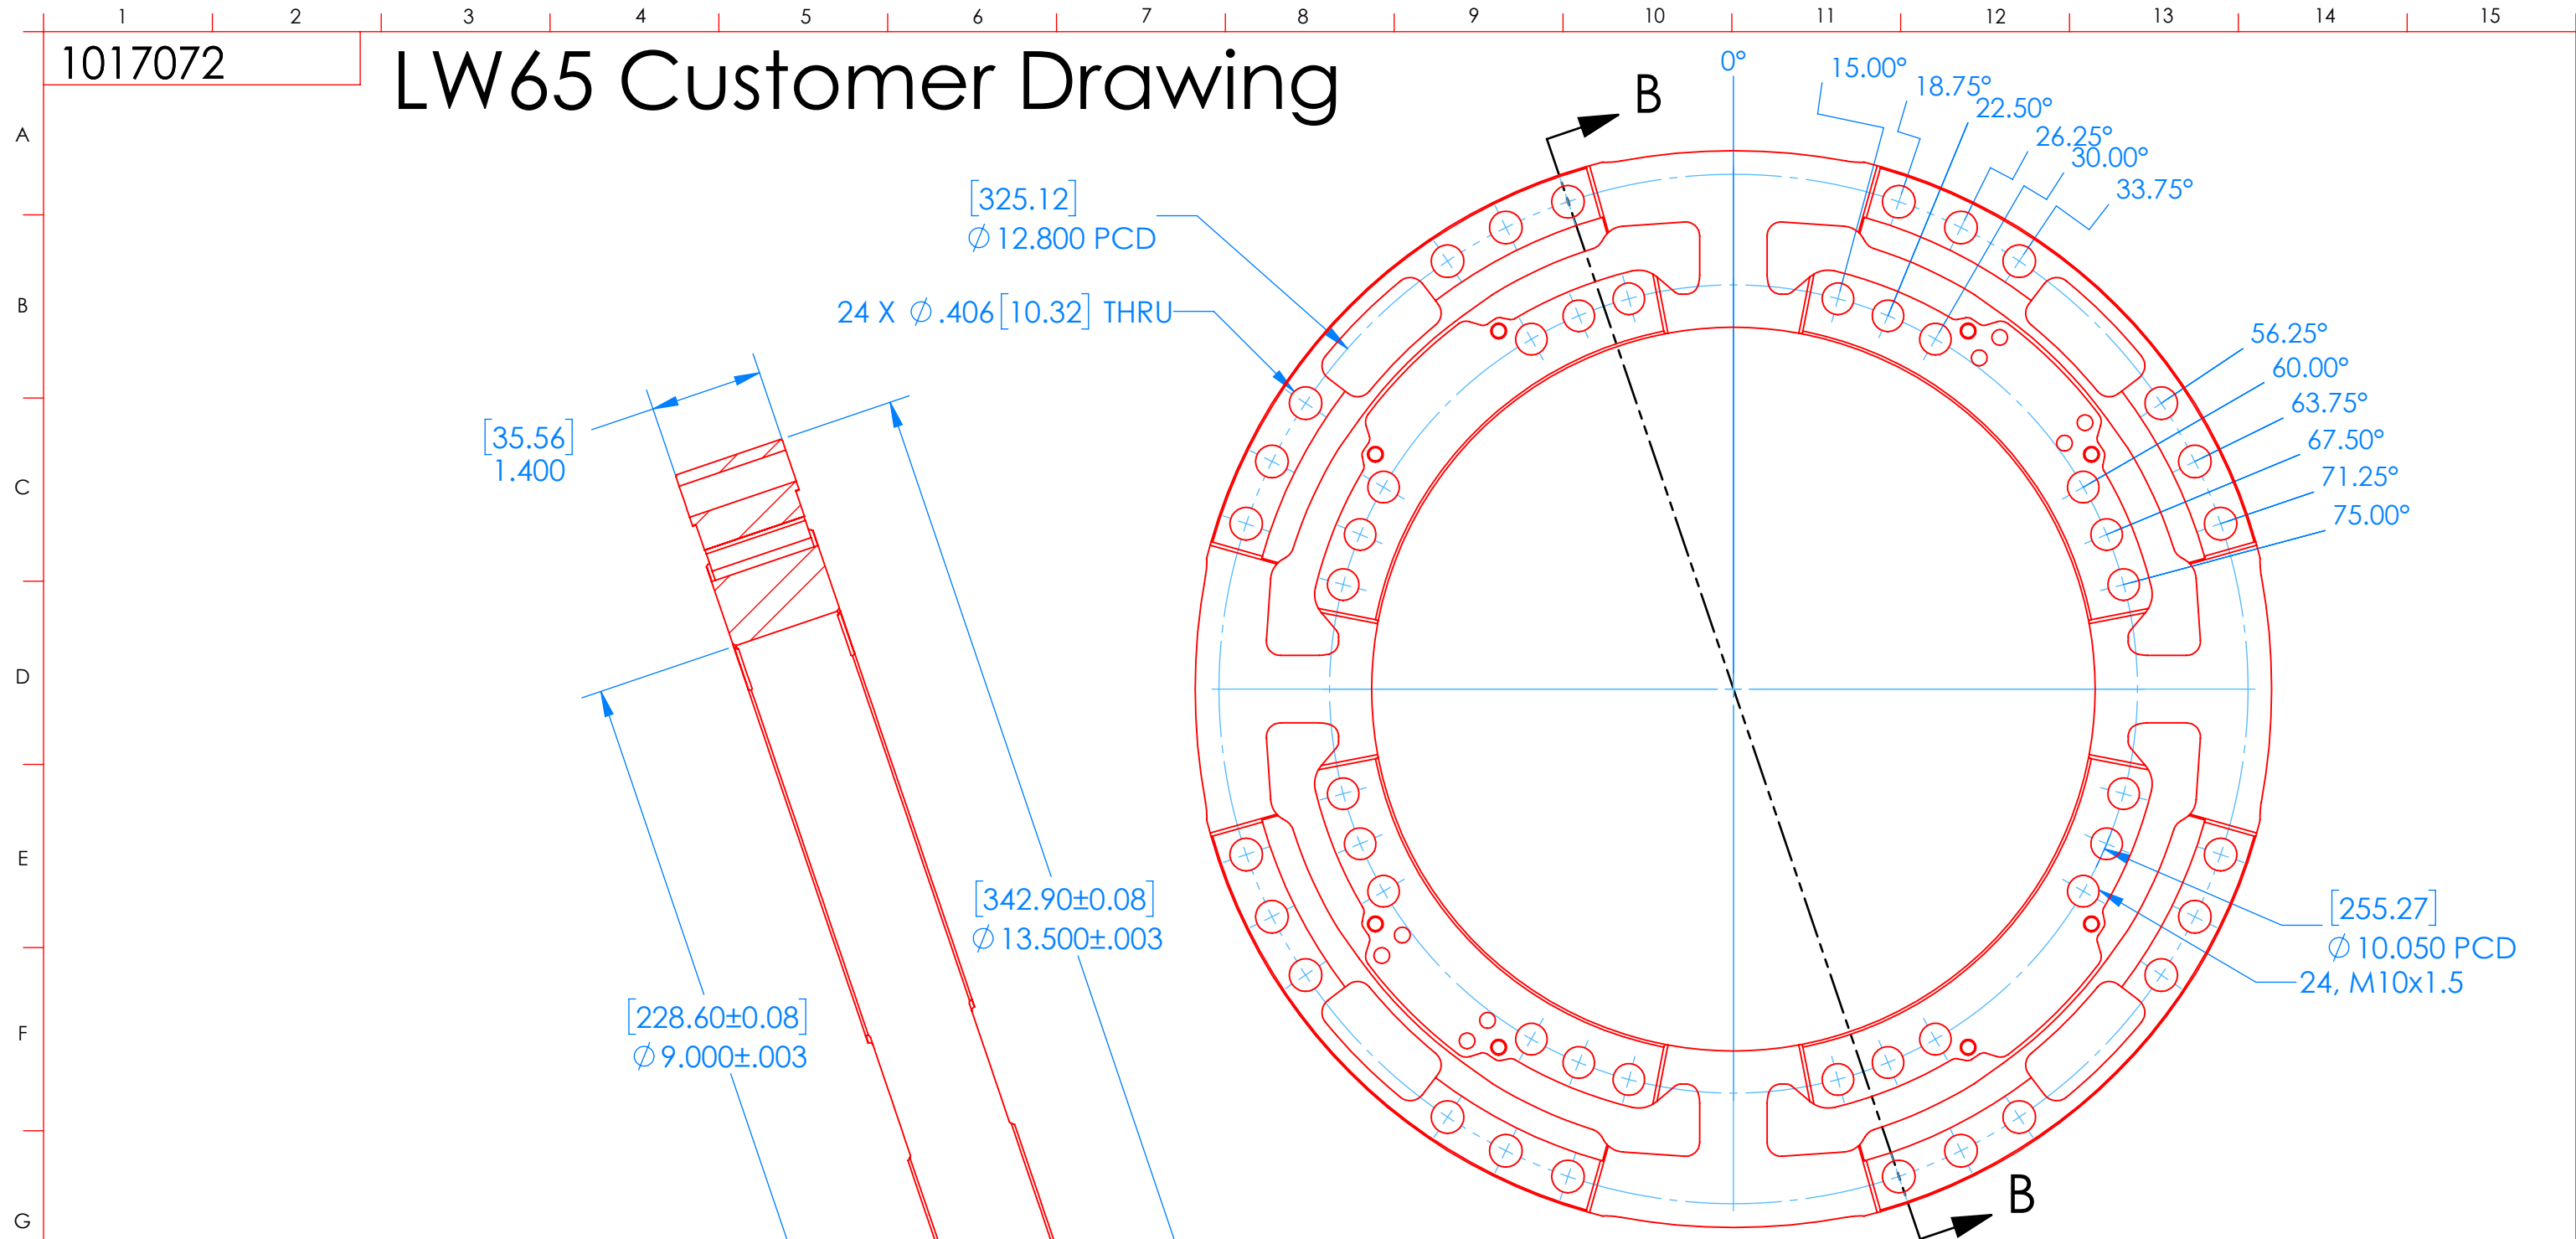 1 2 3 4 5 6 7 8 9 10 11 12 13 14 15
1017072
LW65 Customer Drawing
0°
15.00°
18.75°
22.50°
26.25°
30.00°
33.75°
B
A
[325.12]
⌀ 12.800 PCD
B
24 X ⌀ .406 [10.32] THRU
56.25°
60.00°
63.75°
67.50°
71.25°
75.00°
[35.56]
1.400
C
D
E
[342.90±0.08]
⌀ 13.500±.003
[255.27]
⌀ 10.050 PCD
24, M10x1.5
[228.60±0.08]
⌀ 9.000±.003
F
B
G